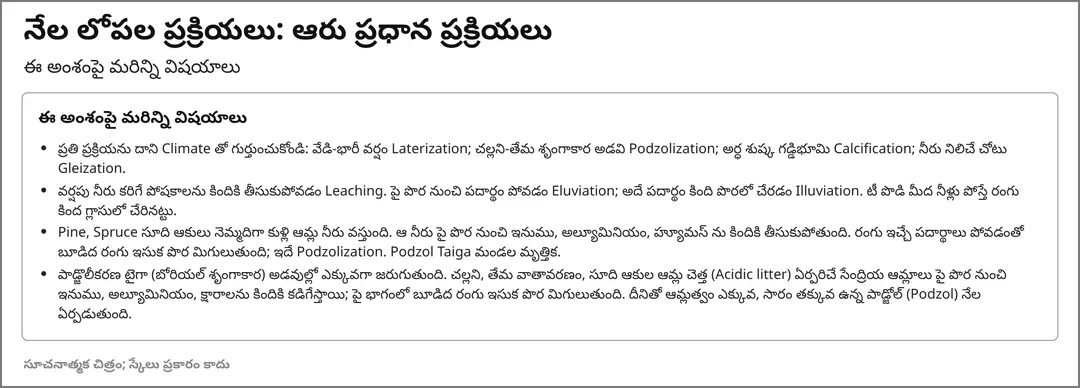 నేల లోపల ప్రక్రియలు: ఆరు ప్రధాన ప్రక్రియలు
ఈ అంశంపై మరిన్ని విషయాలు
ఈ అంశంపై మరిన్ని విషయాలు
• ప్రతి ప్రక్రియను దాని Climate తో గుర్తుంచుకోండి: వేడి-భారీ వర్షం Laterization; చల్లని-తేమ శృంగాకార అడవి Podzolization; అర్ధ శుష్క గడ్డిభూమి Calcification; నీరు నిలిచే చోటు
Gleization.
• వర్షపు నీరు కరిగే పోషకాలను కిందికి తీసుకుపోవడం Leaching. పై పొర నుంచి పదార్థం పోవడం Eluviation; అదే పదార్థం కింది పొరలో చేరడం Illuviation. టీ పొడి మీద నీళ్లు పోస్తే రంగు
కింద గ్లాసులో చేరినట్టు.
• Pine, Spruce సూది ఆకులు నెమ్మదిగా కుళ్లి ఆమ్ల నీరు వస్తుంది. ఆ నీరు పై పొర నుంచి ఇనుము, అల్యూమినియం, హ్యూమస్ ను కిందికి తీసుకుపోతుంది. రంగు ఇచ్చే పదార్థాలు పోవడంతో
బూడిద రంగు ఇసుక పొర మిగులుతుంది; ఇదే Podzolization. Podzol Taiga మండల మృత్తిక.
• పాడ్జొలీకరణ టైగా (బోరియల్ శృంగాకార) అడవుల్లో ఎక్కువగా జరుగుతుంది. చల్లని, తేమ వాతావరణం, సూది ఆకుల ఆమ్ల చెత్త (Acidic litter) ఏర్పరిచే సేంద్రియ ఆమ్లాలు పై పొర నుంచి
ఇనుము, అల్యూమినియం, క్షారాలను కిందికి కడిగేస్తాయి; పై భాగంలో బూడిద రంగు ఇసుక పొర మిగులుతుంది. దీనితో ఆమ్లత్వం ఎక్కువ, సారం తక్కువ ఉన్న పాడ్జోల్ (Podzol) నేల
ఏర్పడుతుంది.
సూచనాత్మక చిత్రం; స్కేలు ప్రకారం కాదు